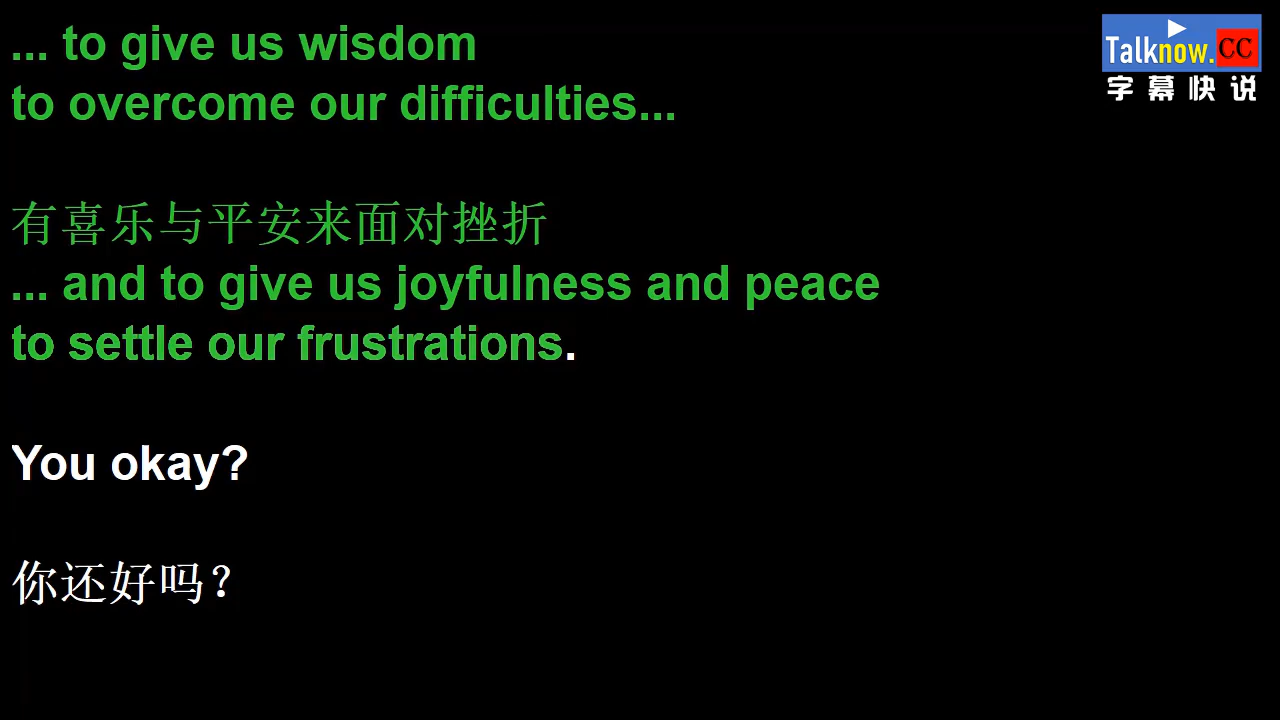 ... to give us wisdom
to overcome our difficulties...
有喜乐与平安来面对挫折
... and to give us joyfulness and peace
to settle our frustrations.
You okay?
你还好吗？
Talknow.CC
字幕快说